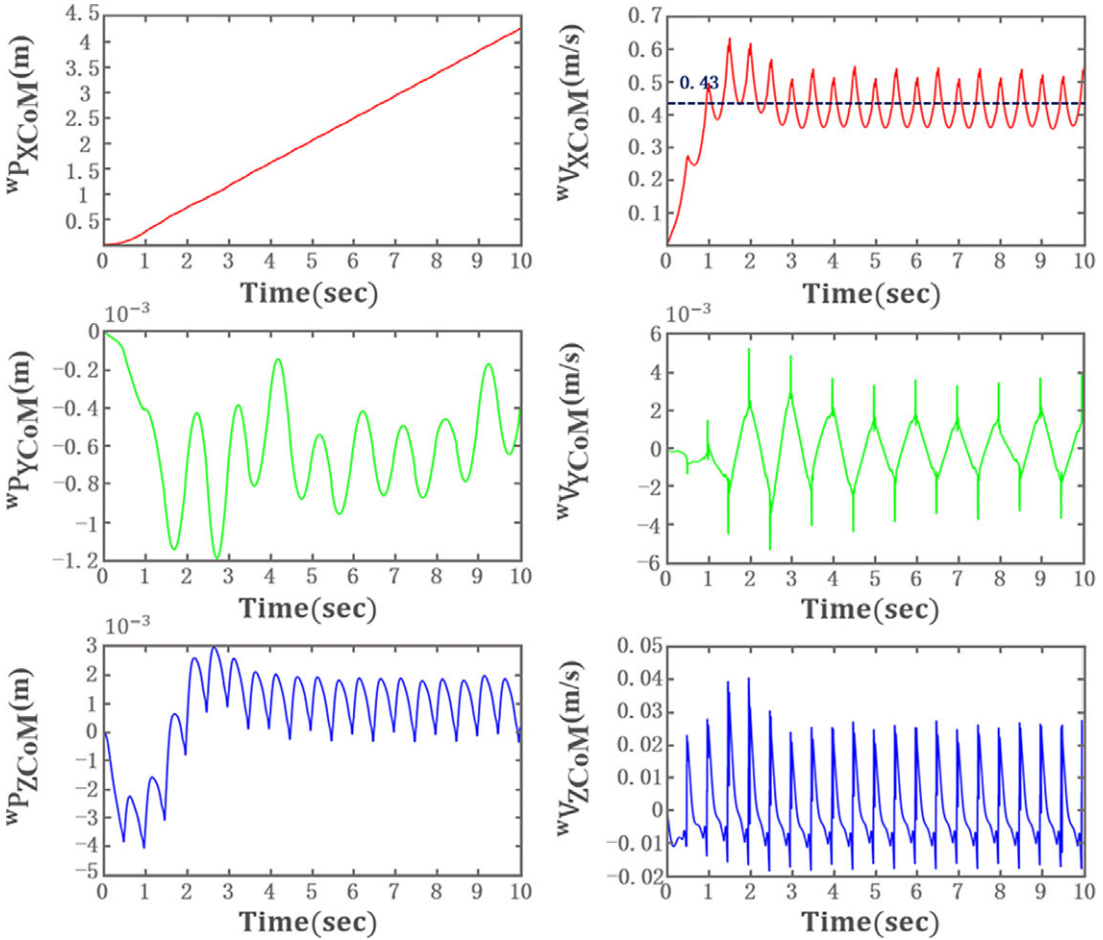 ʷP_XCoM(m)
4.5
4
3.5
3
2.5
2
4.5
1
0.5
0 1 2 3 4 5 6 7 8 9 10
Time(sec)
ʷV_XCoM(m/s)
0.7
0.6
0.5
0.4
0.3
0.2
0.1
0.43
0 1 2 3 4 5 6 7 8 9 10
Time(sec)
ʷP_YCoM(m)
10⁻³
0
−0.2
−0.4
−0.6
−0.8
−1
−1.2
0 1 2 3 4 5 6 7 8 9 10
Time(sec)
ʷV_YCoM(m/s)
10⁻³
6
4
2
0
−2
−4
−6
0 1 2 3 4 5 6 7 8 9 10
Time(sec)
ʷP_ZCoM(m)
10⁻³
3
2
1
0
−1
−2
−3
−4
−5
0 1 2 3 4 5 6 7 8 9 10
Time(sec)
ʷV_ZCoM(m/s)
0.05
0.04
0.03
0.02
0.01
0
−0.01
−0.02
0 1 2 3 4 5 6 7 8 9 10
Time(sec)